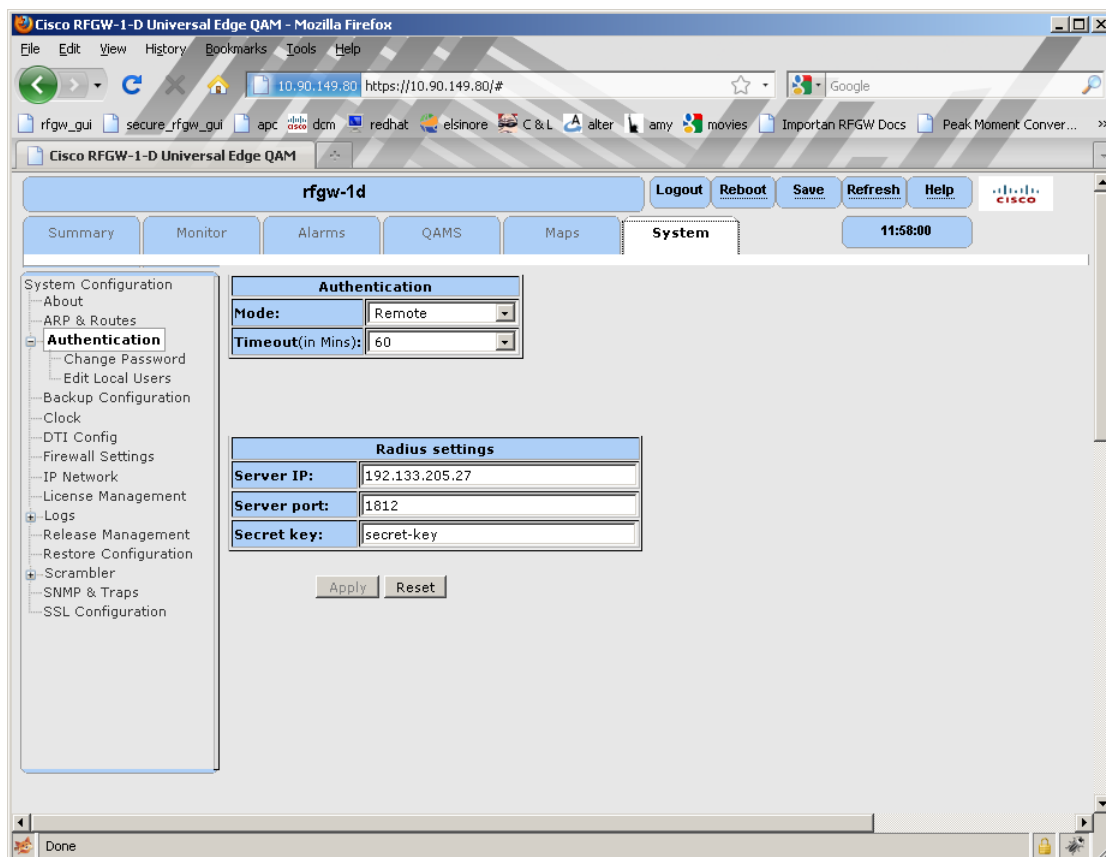 Cisco RFGW-1-D Universal Edge QAM - Mozilla Firefox
File Edit View History Bookmarks Tools Help
10.90.149.80 https://10.90.149.80/# Google
rfgw_gui secure_rfgw_gui apc dcm redhat elsinore C & L alter amy movies Importan RFGW Docs Peak Moment Conver... »
Cisco RFGW-1-D Universal Edge QAM
rfgw-1d Logout Reboot Save Refresh Help CISCO
Summary Monitor Alarms QAMS Maps System 11:58:00
System Configuration
About
ARP & Routes
Authentication
Change Password
Edit Local Users
Backup Configuration
Clock
DTI Config
Firewall Settings
IP Network
License Management
Logs
Release Management
Restore Configuration
Scrambler
SNMP & Traps
SSL Configuration
Authentication
Mode: Remote
Timeout(in Mins): 60
Radius settings
Server IP: 192.133.205.27
Server port: 1812
Secret key: secret-key
Apply Reset
Done